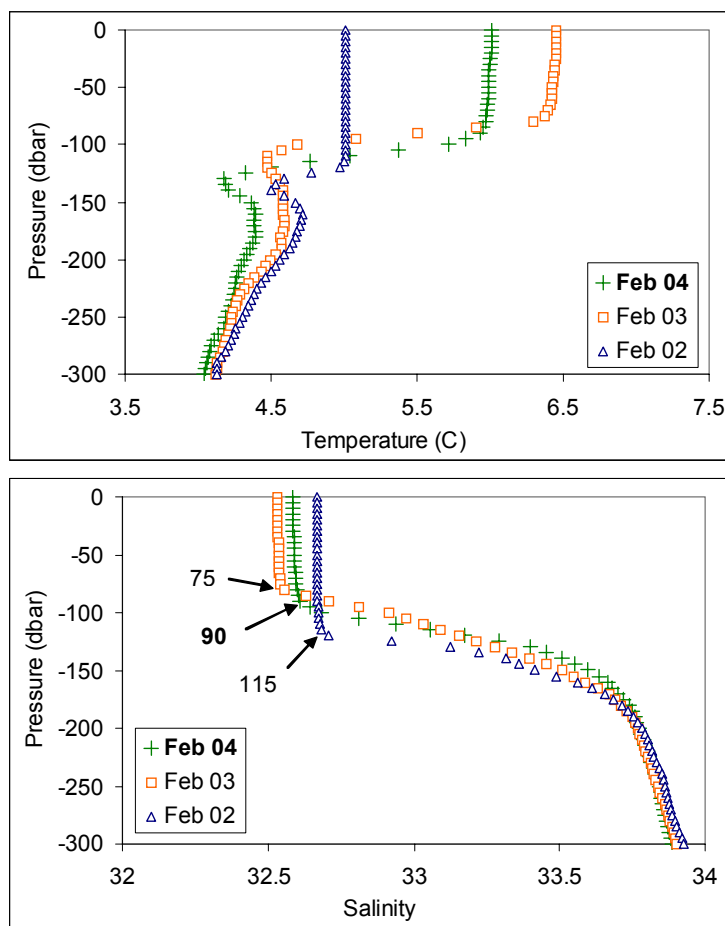 0
-50
-100
-150
-200
-250
-300
Pressure (dbar)
Feb 04
Feb 03
Feb 02
3.5 4.5 5.5 6.5 7.5
Temperature (C)
0
-50
-100
-150
-200
-250
-300
Pressure (dbar)
75
90
115
Feb 04
Feb 03
Feb 02
32 32.5 33 33.5 34
Salinity